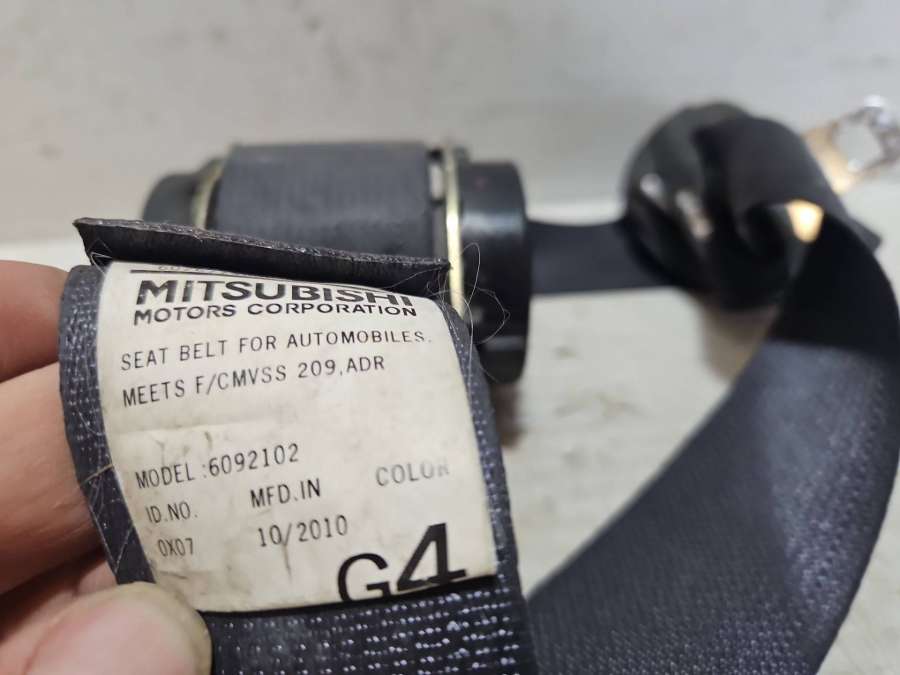 MITSUBISHI
MOTORS CORPORATION
SEAT BELT FOR AUTOMOBILES.
MEETS F/CMVSS 209,ADR
MODEL :6092102
ID.NO. MFD.IN COLOR
0X07 10/2010
G4